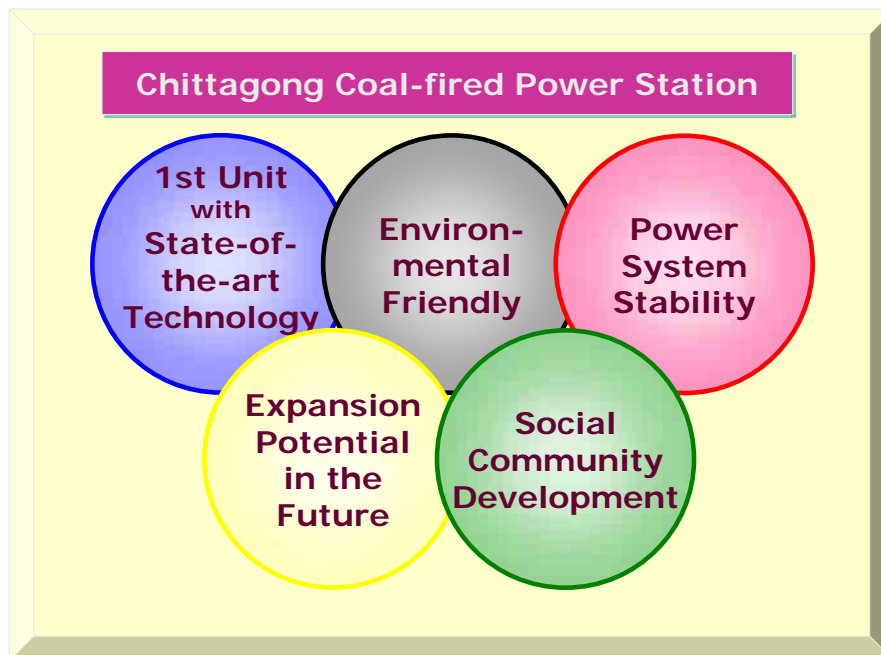 Chittagong Coal-fired Power Station
1st Unit
with
State-of-
the-art
Technology
Environ-
mental
Friendly
Power
System
Stability
Expansion
Potential
in the
Future
Social
Community
Development